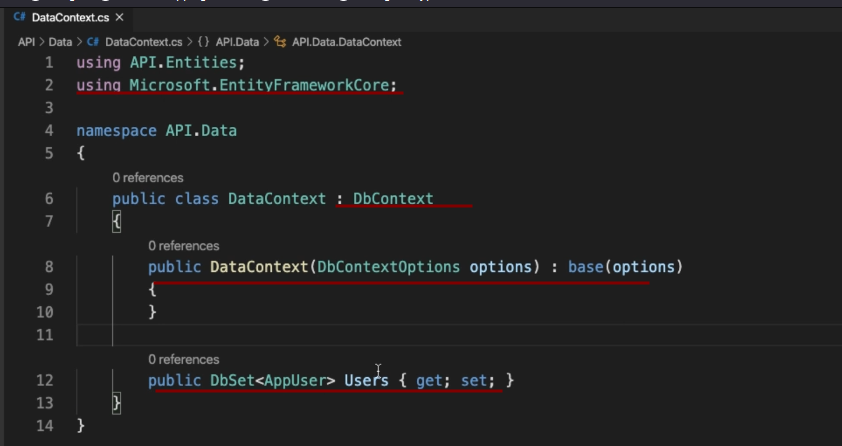 DataContext.cs ×
API > Data > DataContext.cs > {} API.Data > API.Data.DataContext
1 using API.Entities;
2 using Microsoft.EntityFrameworkCore;
3
4 namespace API.Data
5 {
0 references
6 public class DataContext : DbContext
7 {
0 references
8 public DataContext(DbContextOptions options) : base(options)
9 {
10 }
11
0 references
12 public DbSet<AppUser> Users { get; set; }
13 }
14 }